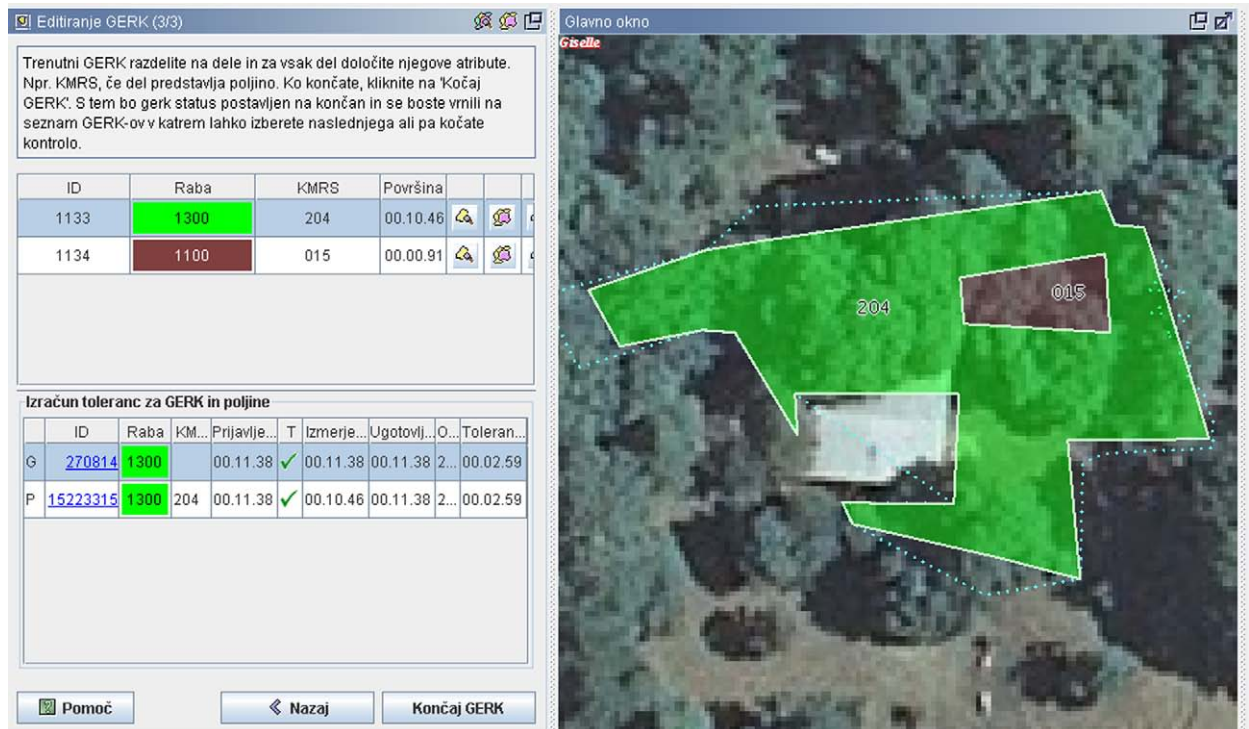 Editiranje GERK (3/3)
Trenutni GERK razdelite na dele in za vsak del določite njegove atribute.
Npr. KMRS, če del predstavlja poljino. Ko končate, kliknite na 'Kočaj
GERK'. S tem bo gerk status postavljen na končan in se boste vrnili na
seznam GERK-ov v katrem lahko izberete naslednjega ali pa kočate
kontrolo.
ID Raba KMRS Površina
1133 1300 204 00.10.46
1134 1100 015 00.00.91
Izračun toleranc za GERK in poljine
ID Raba KM... Prijavlje... T Izmerje... Ugotovlj... O... Toleran...
G 270814 1300 00.11.38 00.11.38 00.11.38 2... 00.02.59
P 15223315 1300 204 00.11.38 00.10.46 00.11.38 2... 00.02.59
Pomoč Nazaj Končaj GERK
Glavno okno
Giselle
204
015